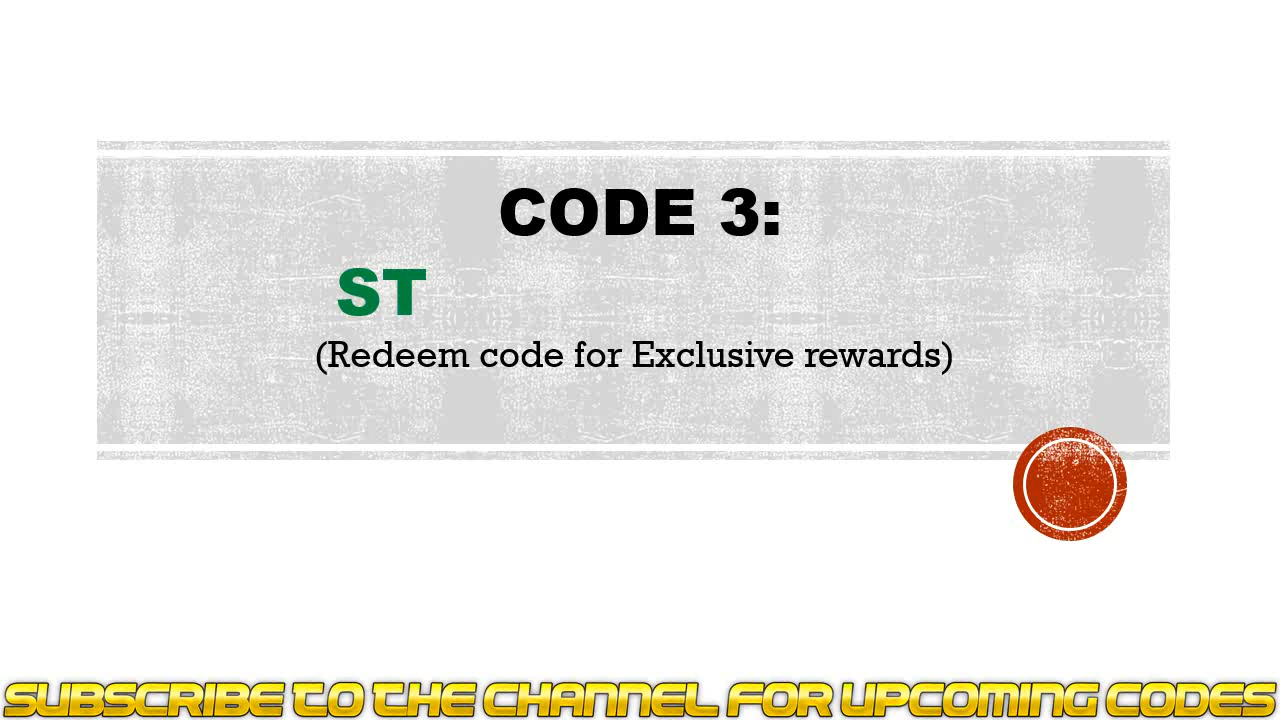 CODE 3:
ST
(Redeem code for Exclusive rewards)
SUBSCRIBE TO THE CHANNEL FOR UPCOMING CODES